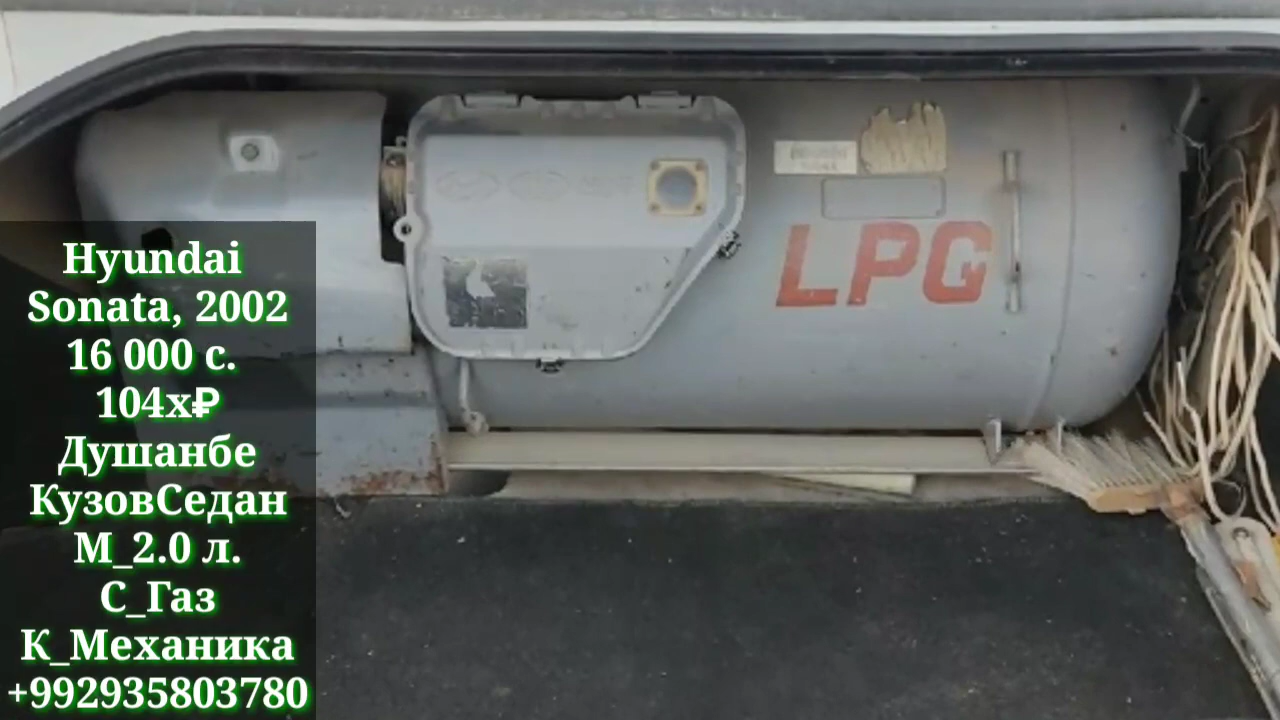 Hyundai
Sonata, 2002
16 000 с.
104х₽
Душанбе
КузовСедан
М_2.0 л.
С_Газ
К_Механика
+992935803780
LPG